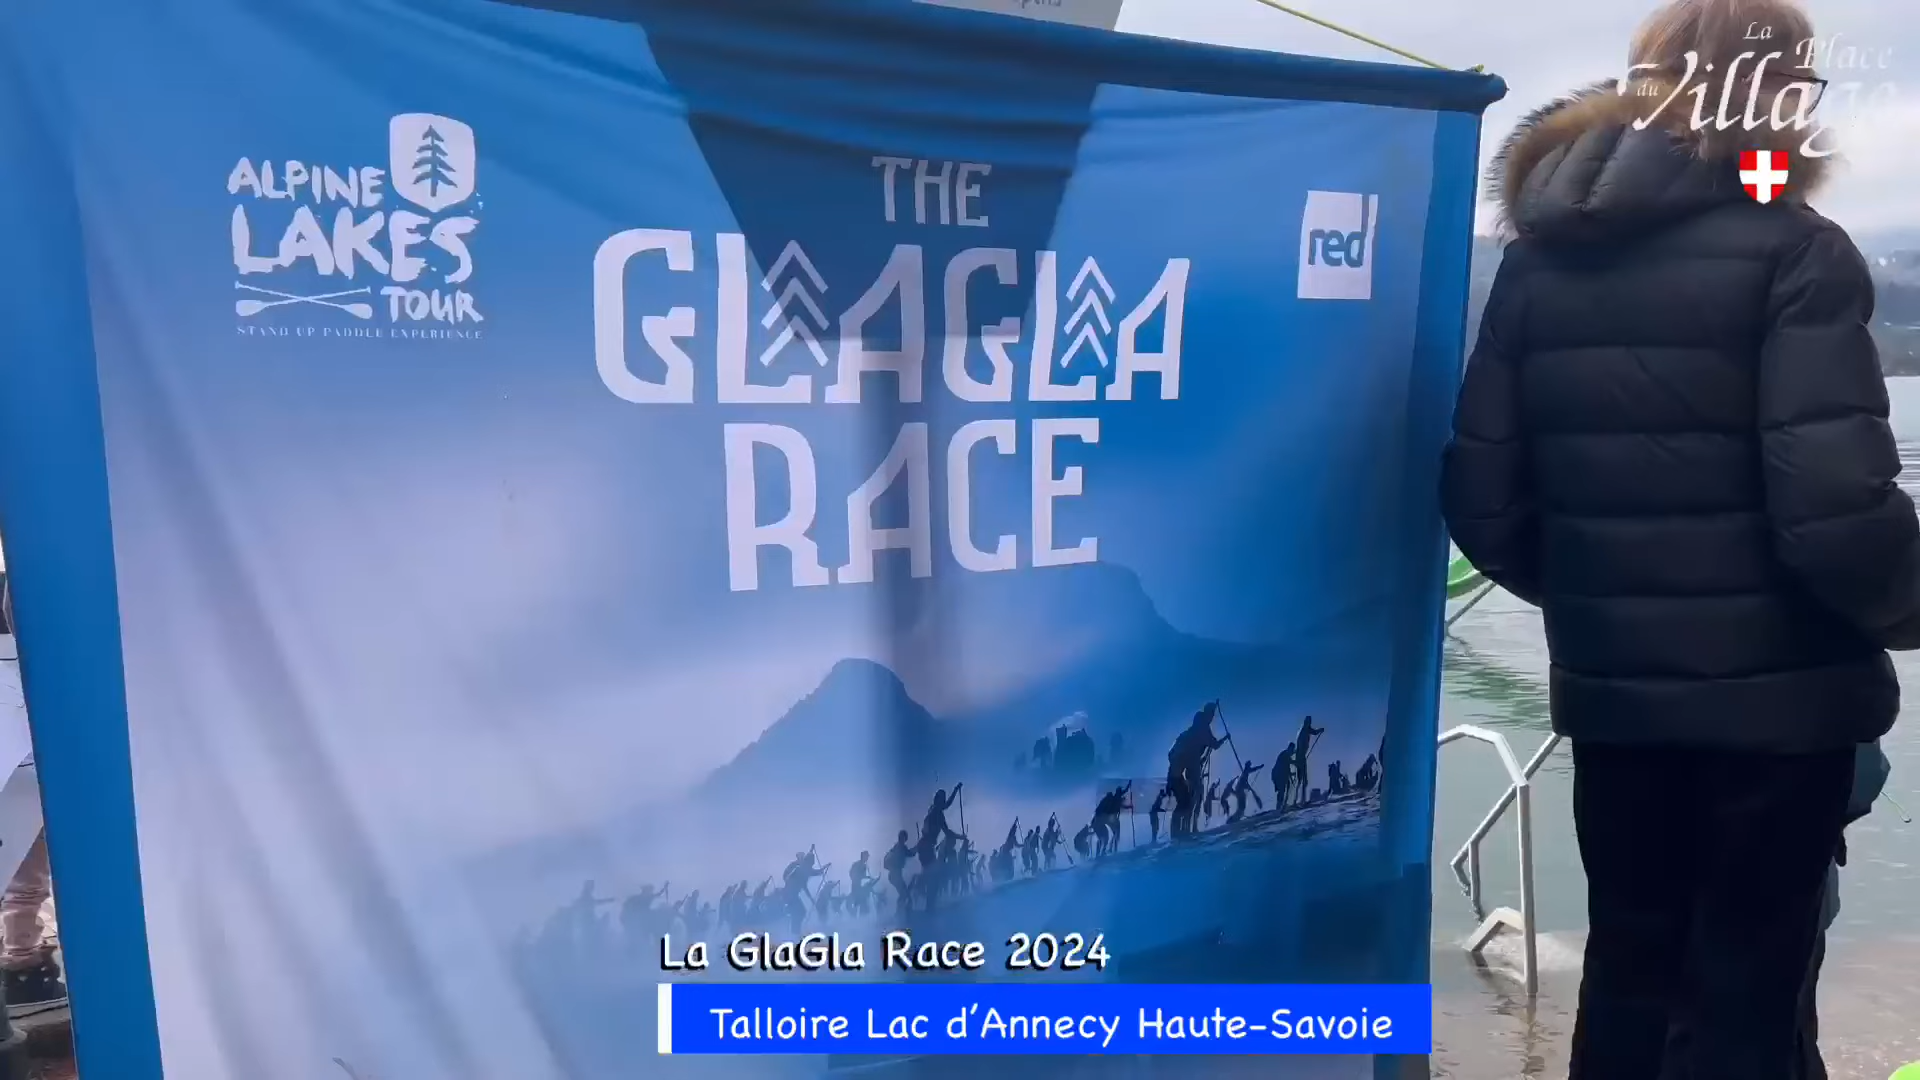 La Place
du Village
ALPINE
LAKES
TOUR
STAND UP PADDLE EXPERIENCE
THE
GLAGLA
RACE
red
La GlaGla Race 2024
Talloire Lac d'Annecy Haute-Savoie